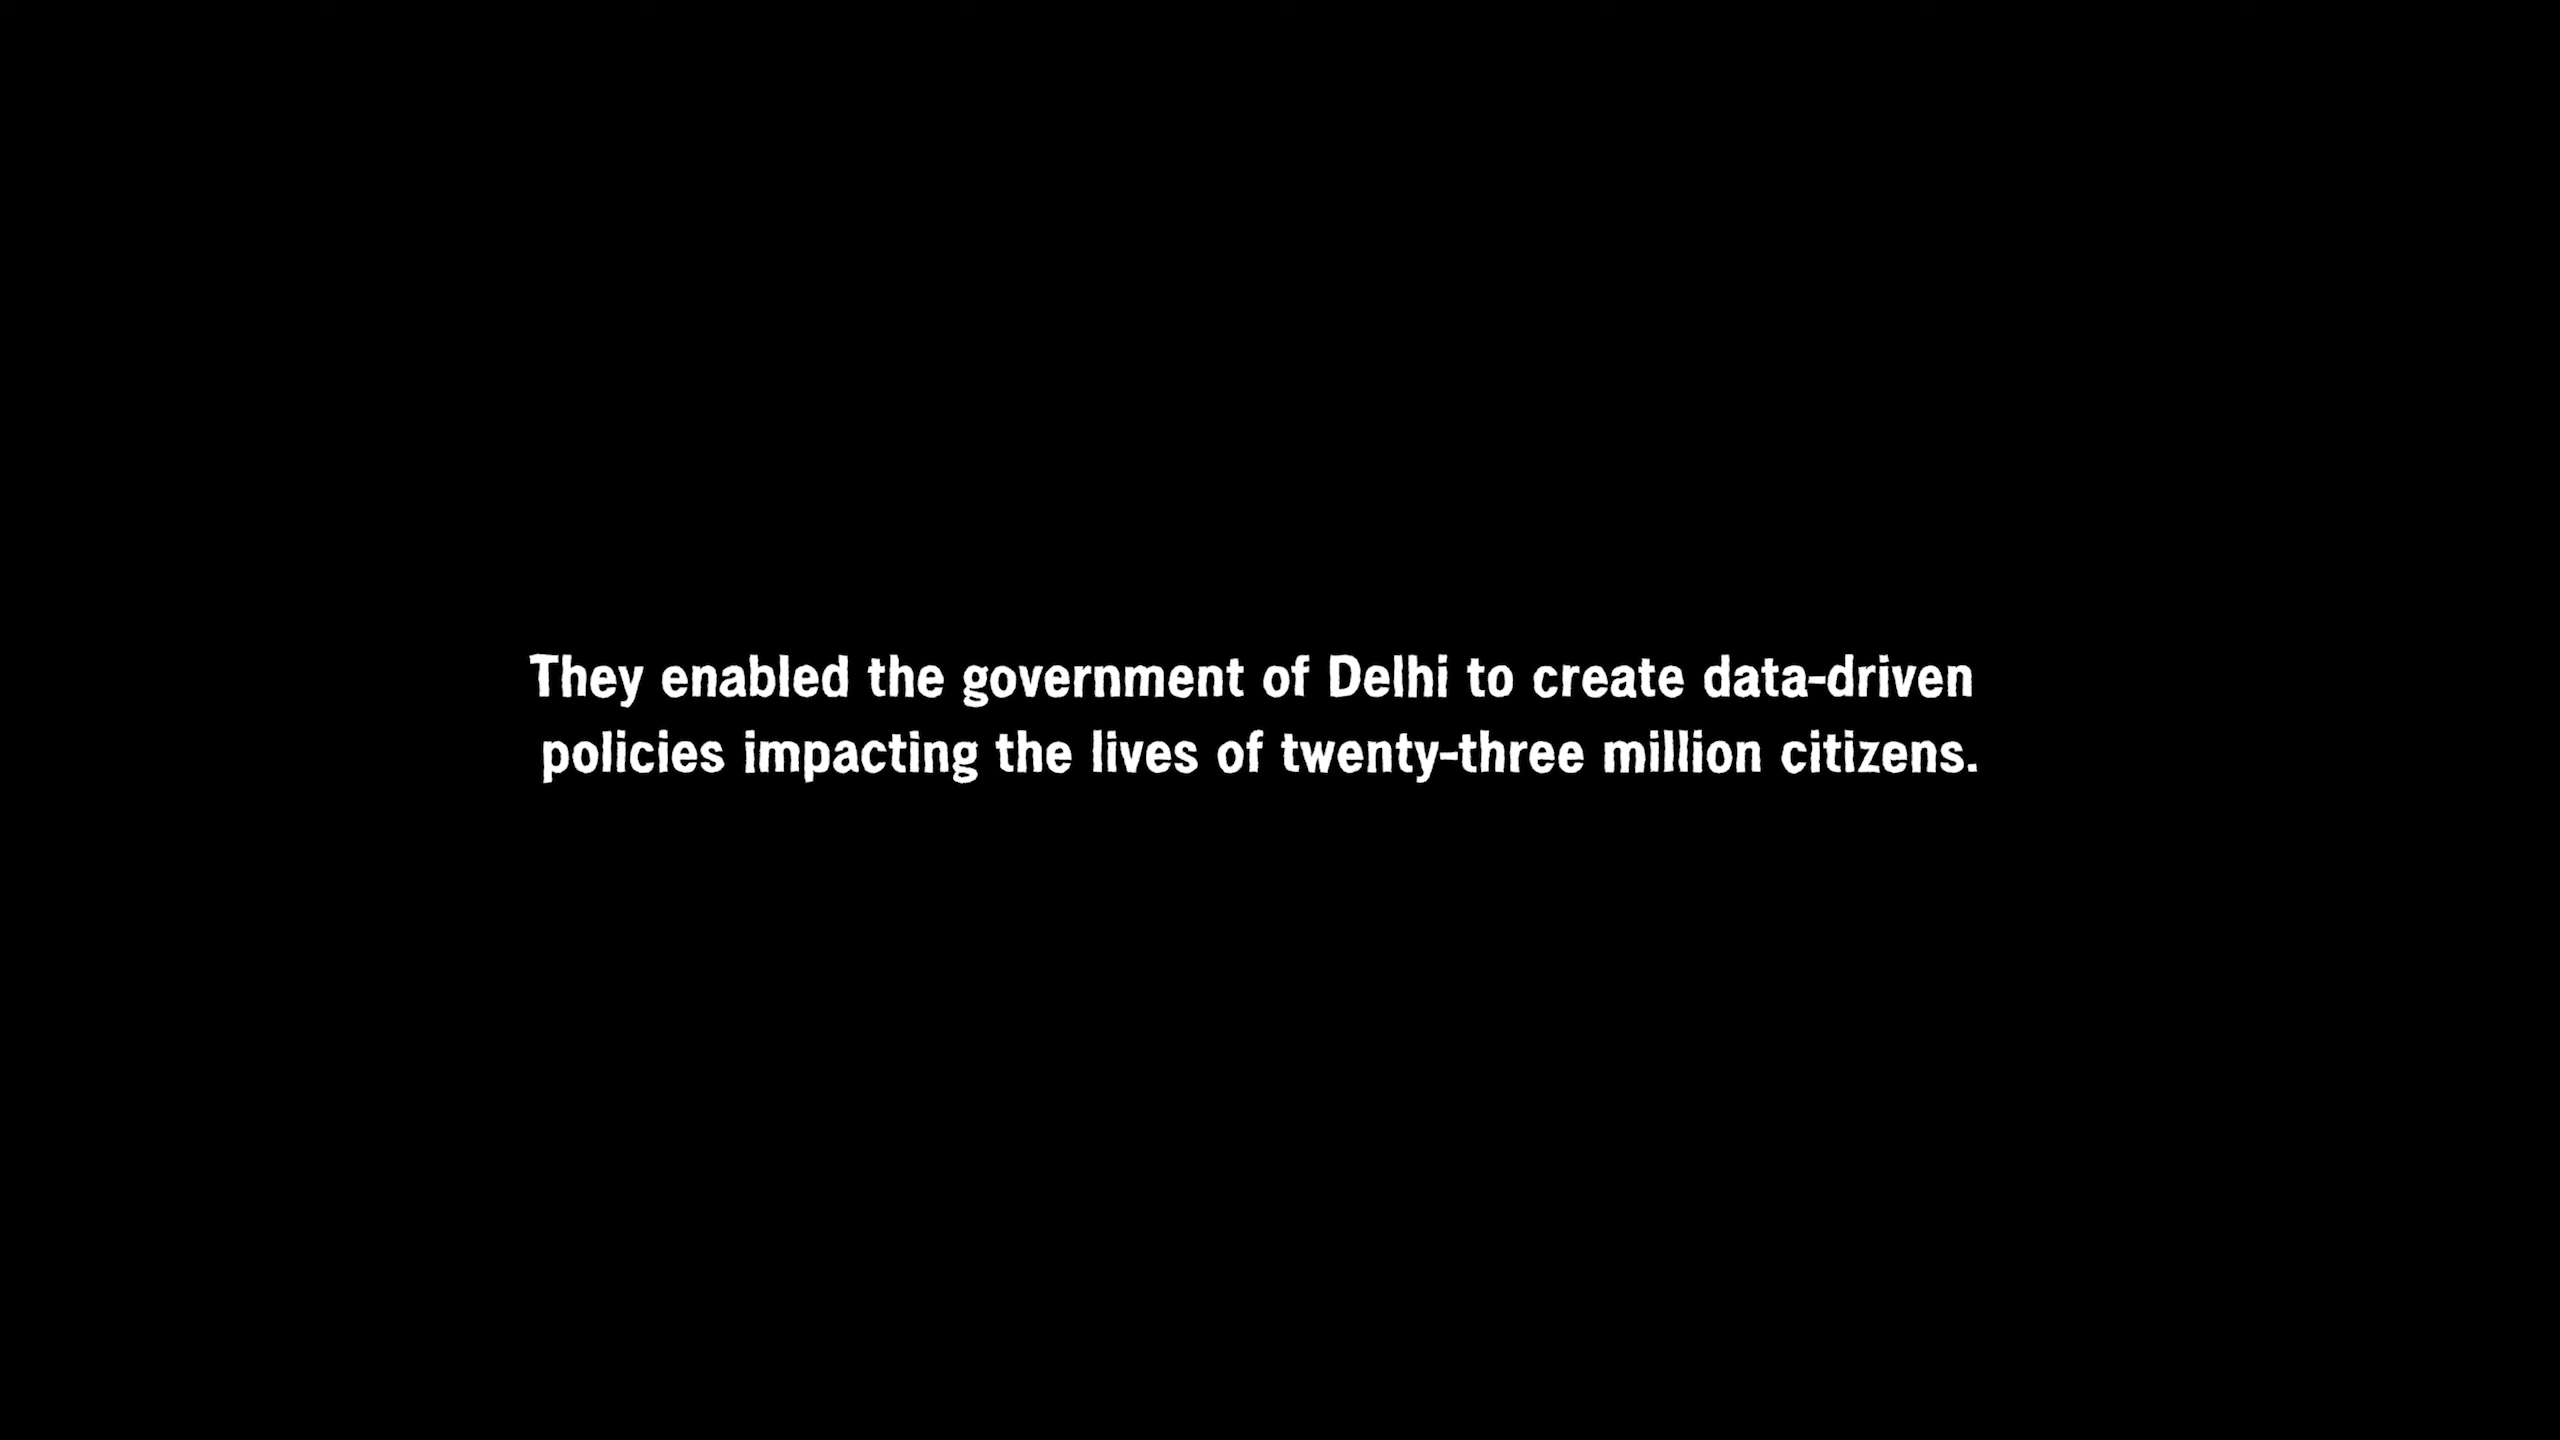 They enabled the government of Delhi to create data-driven
policies impacting the lives of twenty-three million citizens.